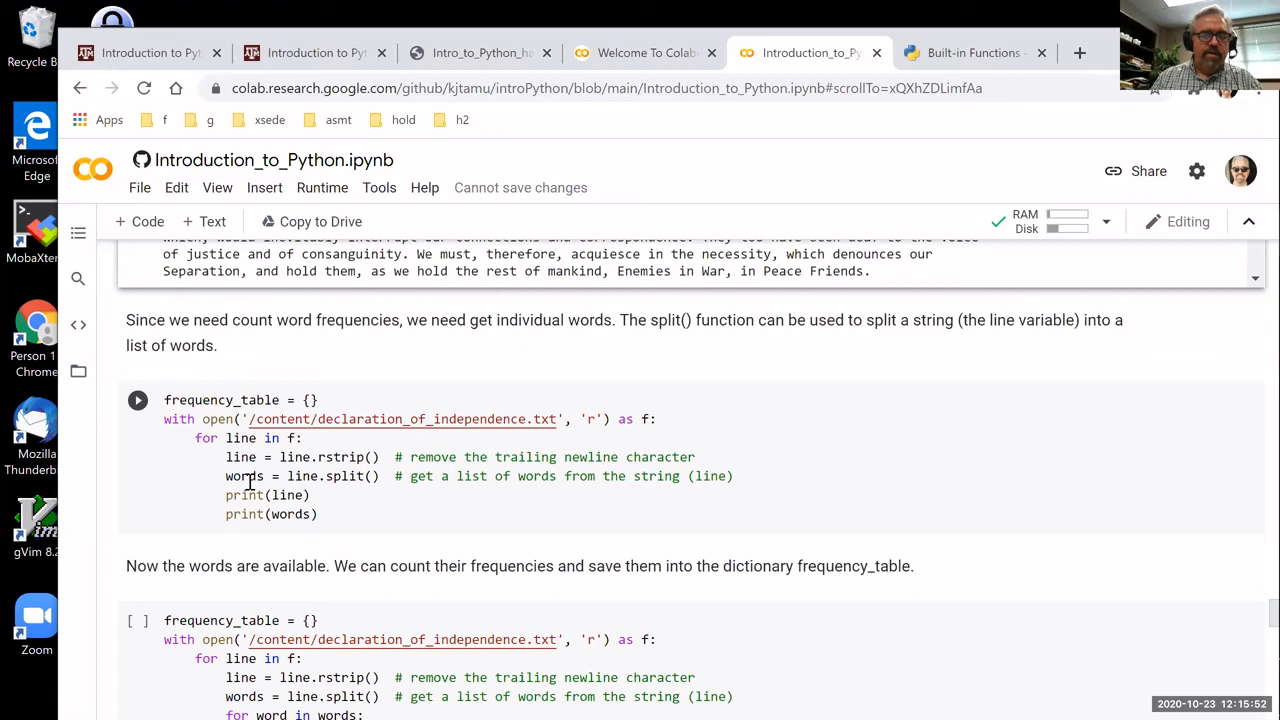 Recycle B
Introduction to Py
Introduction to Py
Intro_to_Python
Welcome To Colab
Introduction_to_Py
Built-in Functions
colab.research.google.com/github/kjtamu/introPython/blob/main/Introduction_to_Python.ipynb#scrollTo=xQXhZDLimfAa
Apps
f
g
xsede
asmt
hold
h2
Microsof
Edge
Introduction_to_Python.ipynb
Share
File Edit View Insert Runtime Tools Help Cannot save changes
+ Code + Text Copy to Drive
RAM
Disk
Editing
MobaXter
of justice and of consanguinity. We must, therefore, acquiesce in the necessity, which denounces our
Separation, and hold them, as we hold the rest of mankind, Enemies in War, in Peace Friends.
Since we need count word frequencies, we need get individual words. The split() function can be used to split a string (the line variable) into a
list of words.
Person 1
Chrome
frequency_table = {}
with open('/content/declaration_of_independence.txt', 'r') as f:
for line in f:
line = line.rstrip() # remove the trailing newline character
words = line.split() # get a list of words from the string (line)
print(line)
print(words)
Mozilla
Thunderb
gVim 8.2
Now the words are available. We can count their frequencies and save them into the dictionary frequency_table.
[ ] frequency_table = {}
with open('/content/declaration_of_independence.txt', 'r') as f:
for line in f:
line = line.rstrip() # remove the trailing newline character
words = line.split() # get a list of words from the string (line)
for word in words:
Zoom
2020-10-23 12:15:52